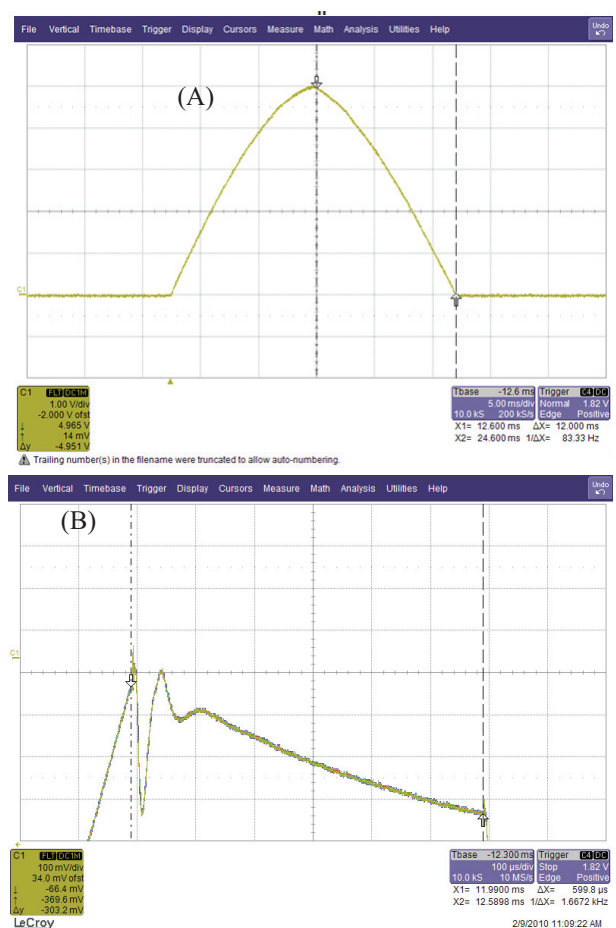 File Vertical Timebase Trigger Display Cursors Measure Math Analysis Utilities Help Undo
(A)
C1
C1 FLT DC1M
1.00 V/div
-2.000 V ofst
↓ 4.965 V
↑ 14 mV
Δy -4.951 V
Tbase -12.6 ms Trigger C4 DC
5.00 ms/div Normal 1.82 V
10.0 kS 200 kS/s Edge Positive
X1= 12.600 ms ΔX= 12.000 ms
X2= 24.600 ms 1/ΔX= 83.33 Hz
Trailing number(s) in the filename were truncated to allow auto-numbering.
File Vertical Timebase Trigger Display Cursors Measure Math Analysis Utilities Help Undo
(B)
C1
C1 FLT DC1M
100 mV/div
34.0 mV ofst
↓ -66.4 mV
↑ -369.6 mV
Δy -303.2 mV
Tbase -12.300 ms Trigger C4 DC
100 µs/div Stop 1.82 V
10.0 kS 10 MS/s Edge Positive
X1= 11.9900 ms ΔX= 599.8 µs
X2= 12.5898 ms 1/ΔX= 1.6672 kHz
LeCroy 2/9/2010 11:09:22 AM